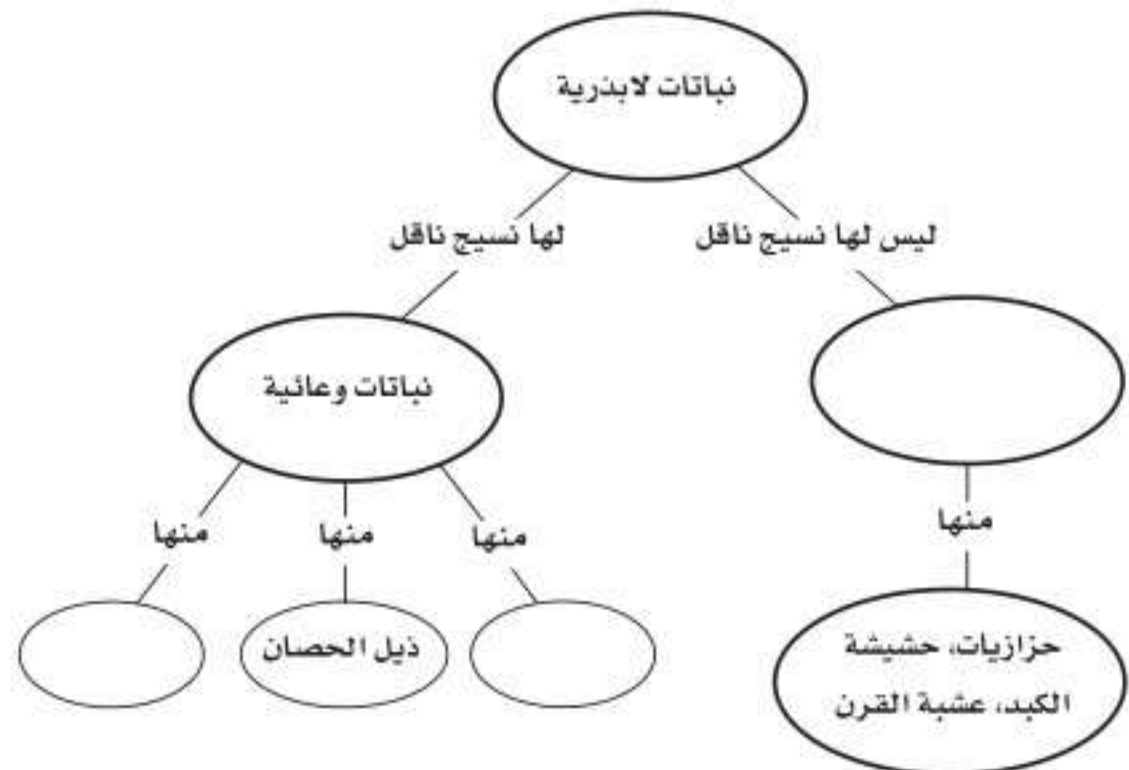 نباتات لابذرية
ليس لها نسيج ناقل
لها نسيج ناقل
نباتات وعائية
منها
منها
منها
منها
ذيل الحصان
حزازيات، حشيشة
الكبد، عشبة القرن